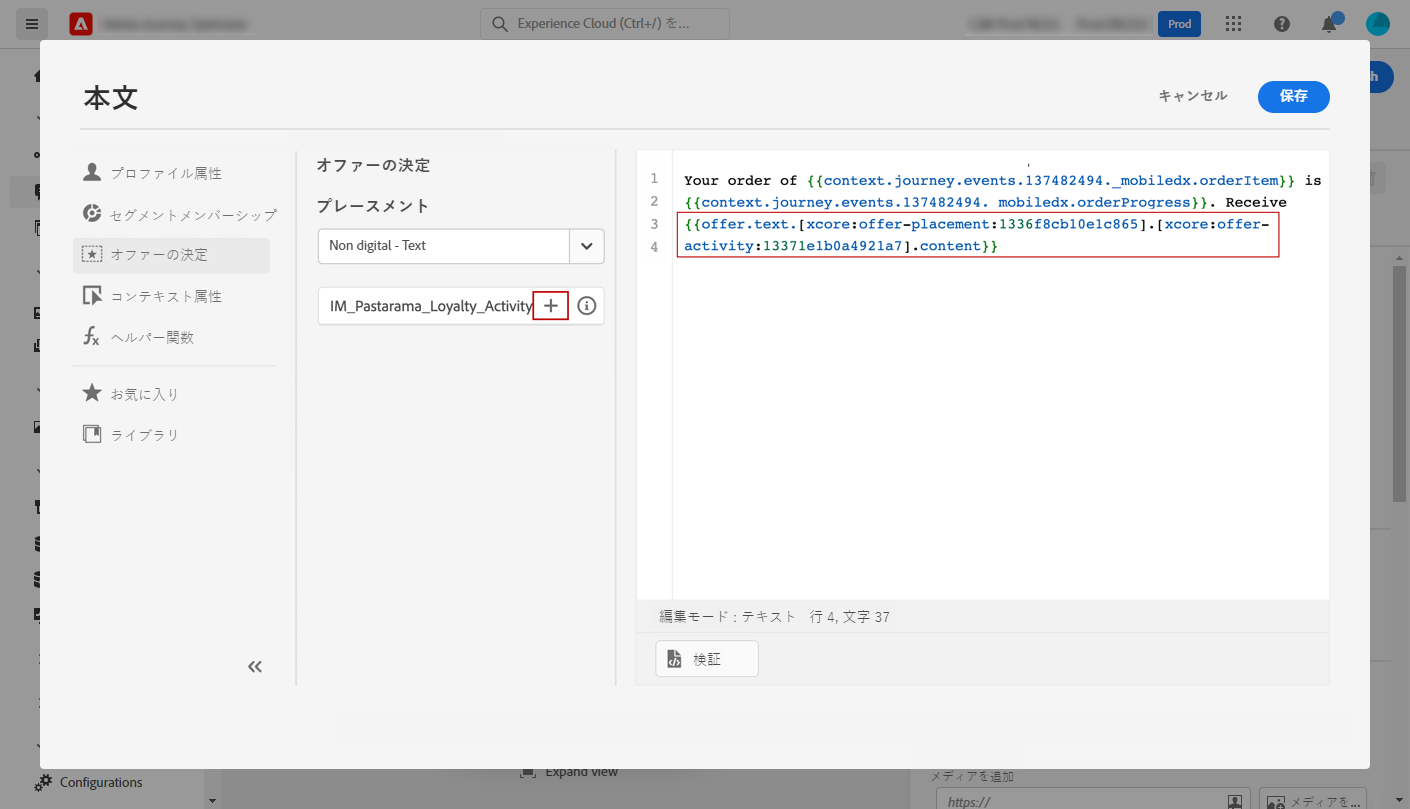 Experience Cloud (Ctrl+/) を...
Prod
本文
キャンセル
保存
h
プロファイル属性
セグメントメンバーシップ
オファーの決定
コンテキスト属性
ヘルパー関数
お気に入り
ライブラリ
オファーの決定
プレースメント
Non digital - Text
IM_Pastarama_Loyalty_Activity
1 Your order of {{context.journey.events.137482494._mobiledx.orderItem}} is
2 {{context.journey.events.137482494. mobiledx.orderProgress}}. Receive
3 {{offer.text.[xcore:offer-placement:1336f8cb10e1c865].[xcore:offer-
4 activity:13371e1b0a4921a7].content}}
編集モード : テキスト 行 4, 文字 37
検証
Configurations
Expand view
メディアを追加
https://
メディアを...